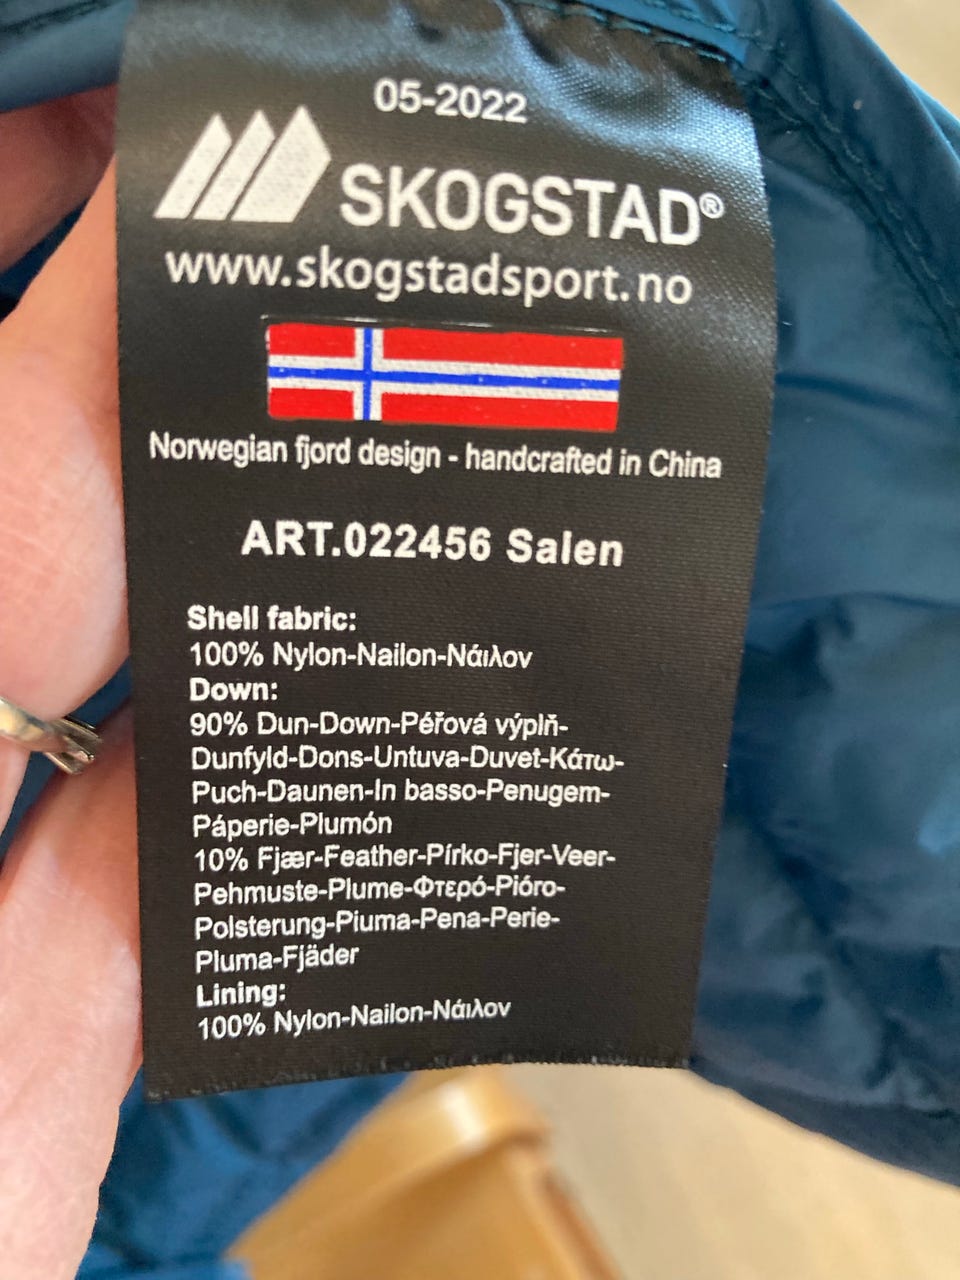 05-2022
SKOGSTAD®
www.skogstadsport.no
Norwegian fjord design - handcrafted in China
ART.022456 Salen
Shell fabric:
100% Nylon-Nailon-Νάιλον
Down:
90% Dun-Down-Péřová výplň-
Dunfyld-Dons-Untuva-Duvet-Κάτω-
Puch-Daunen-In basso-Penugem-
Páperie-Plumón
10% Fjær-Feather-Pírko-Fjer-Veer-
Pehmuste-Plume-Φτερό-Pióro-
Polsterung-Piuma-Pena-Perie-
Pluma-Fjäder
Lining:
100% Nylon-Nailon-Νάιλον